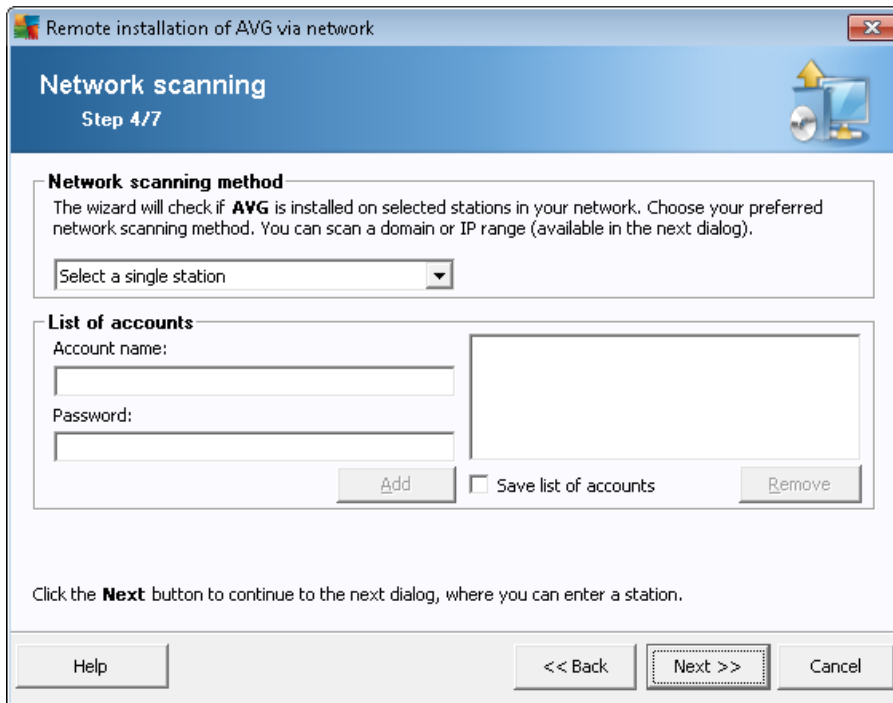 Remote installation of AVG via network
Network scanning
Step 4/7
Network scanning method
The wizard will check if AVG is installed on selected stations in your network. Choose your preferred
network scanning method. You can scan a domain or IP range (available in the next dialog).
Select a single station
List of accounts
Account name:
Password:
Add
Save list of accounts
Remove
Click the Next button to continue to the next dialog, where you can enter a station.
Help
<< Back
Next >>
Cancel